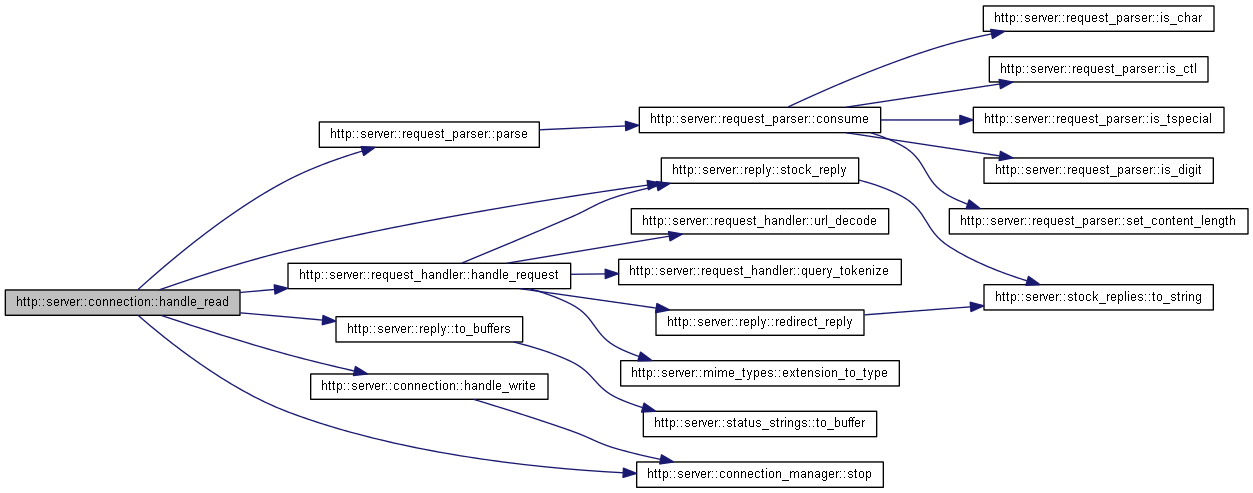 http::server::request_parser::is_char
http::server::request_parser::is_ctl
http::server::request_parser::consume
http::server::request_parser::is_tspecial
http::server::request_parser::parse
http::server::reply::stock_reply
http::server::request_parser::is_digit
http::server::request_handler::url_decode
http::server::request_parser::set_content_length
http::server::request_handler::handle_request
http::server::request_handler::query_tokenize
http::server::connection::handle_read
http::server::stock_replies::to_string
http::server::reply::to_buffers
http::server::reply::redirect_reply
http::server::mime_types::extension_to_type
http::server::connection::handle_write
http::server::status_strings::to_buffer
http::server::connection_manager::stop